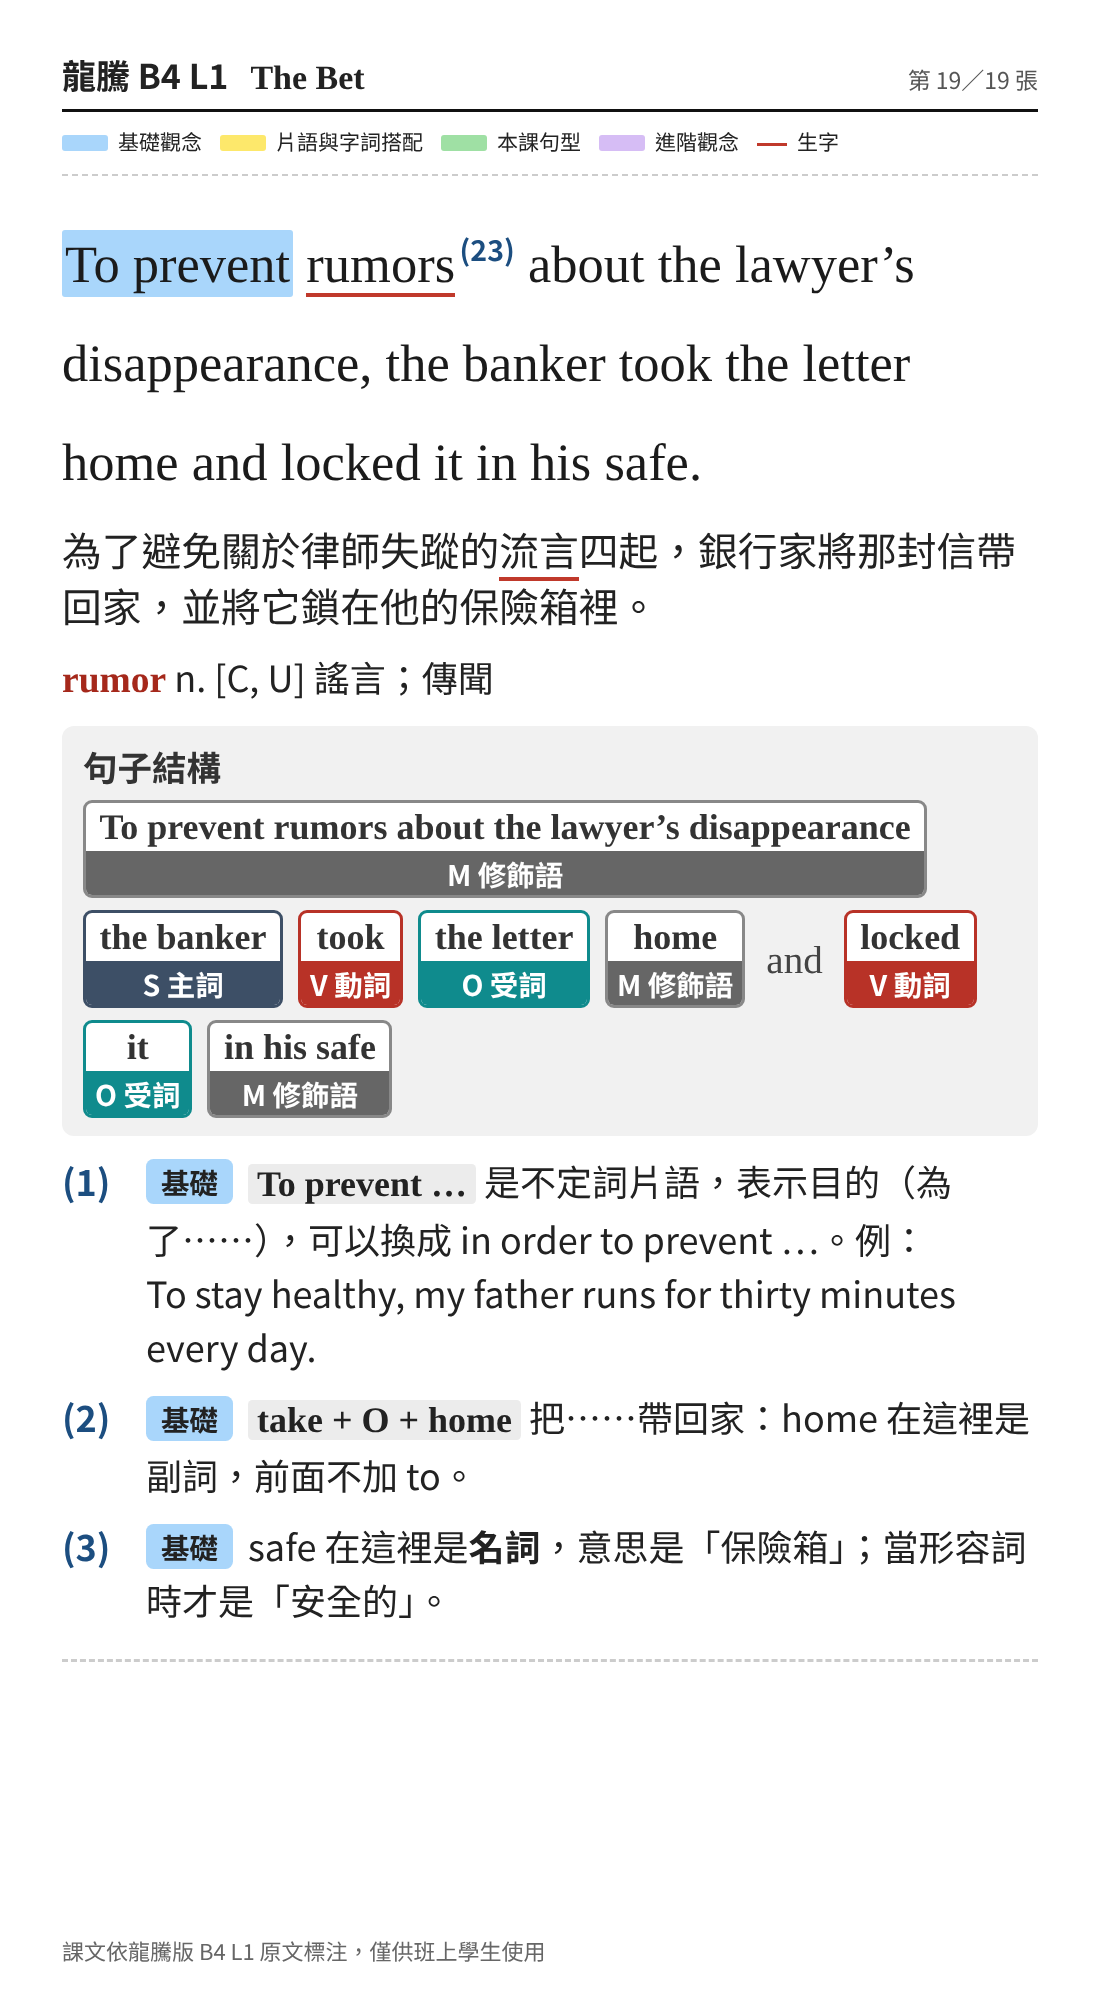 龍騰 B4 L1 The Bet
第 19／19 張
基礎觀念 片語與字詞搭配 本課句型 進階觀念 生字
To prevent rumors(23) about the lawyer’s
disappearance, the banker took the letter
home and locked it in his safe.
為了避免關於律師失蹤的流言四起，銀行家將那封信帶
回家，並將它鎖在他的保險箱裡。
rumor n. [C, U] 謠言；傳聞
句子結構
To prevent rumors about the lawyer’s disappearance
M 修飾語
the banker took the letter home and locked
S 主詞 V 動詞 O 受詞 M 修飾語 V 動詞
it in his safe
O 受詞 M 修飾語
(1) 基礎 To prevent … 是不定詞片語，表示目的（為
了……），可以換成 in order to prevent …。例：
To stay healthy, my father runs for thirty minutes
every day.
(2) 基礎 take + O + home 把……帶回家：home 在這裡是
副詞，前面不加 to。
(3) 基礎 safe 在這裡是名詞，意思是「保險箱」；當形容詞
時才是「安全的」。
課文依龍騰版 B4 L1 原文標注，僅供班上學生使用